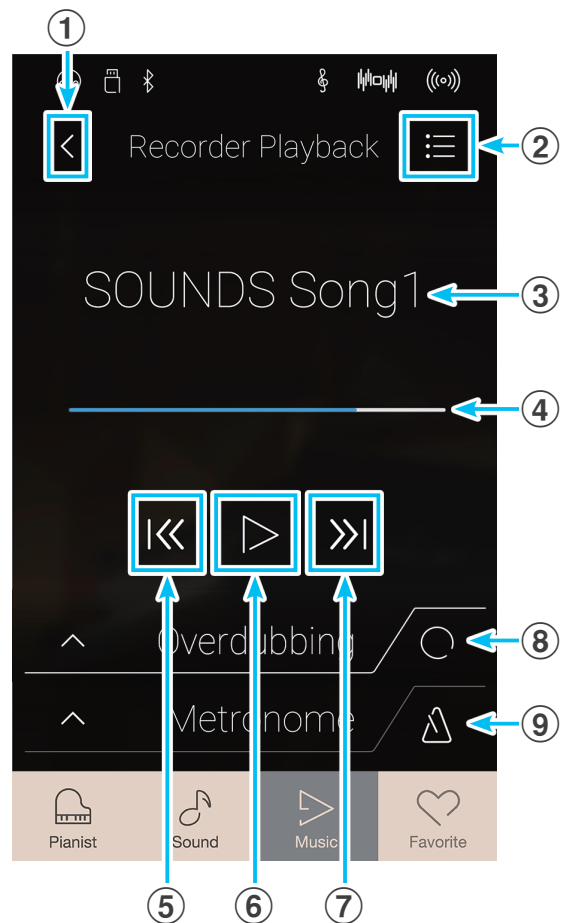 ①
Recorder Playback
②
SOUNDS Song1
③
④
Overdubbing
⑧
Metronome
⑨
Pianist
Sound
Music
Favorite
⑤
⑥
⑦